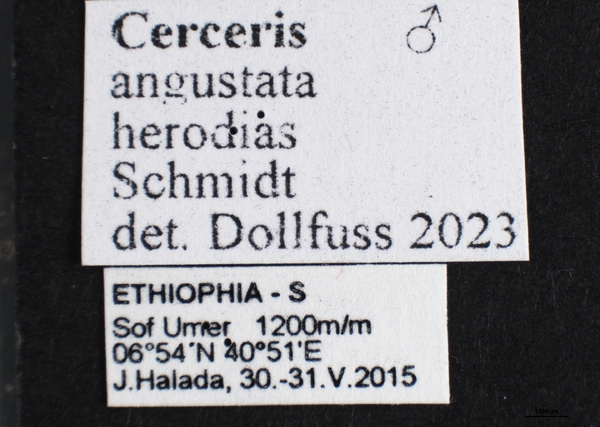 Cerceris ♂
angustata
herodias
Schmidt
det. Dollfuss 2023
ETHIOPHIA - S
Sof Umer 1200m/m
06°54´N 40°51'E
J.Halada, 30.-31.V.2015